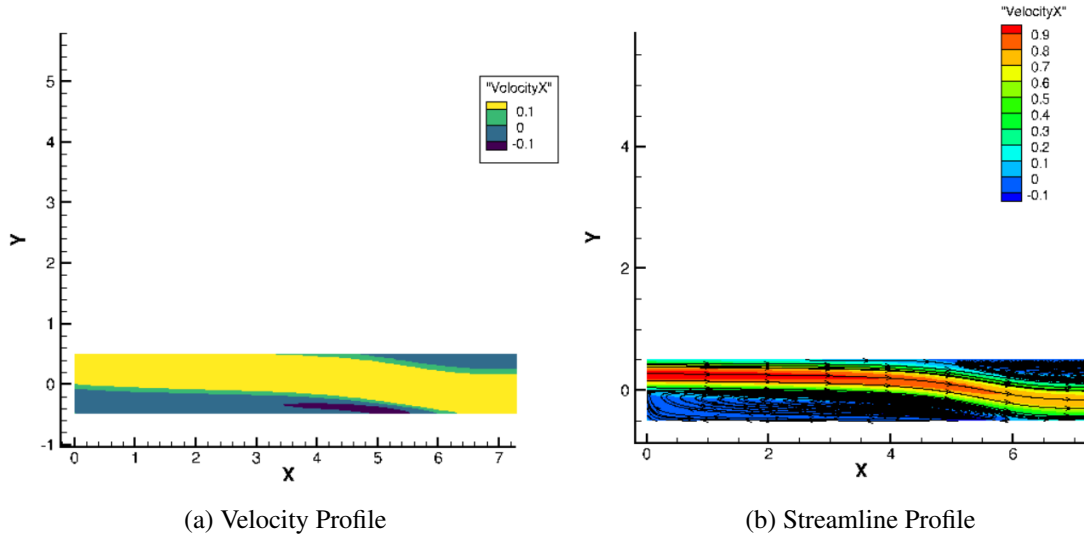 "VelocityX"
0.1
0
-0.1
5
4
3
2
1
0
-1
Y
0 1 2 3 4 5 6 7
X
(a) Velocity Profile
"VelocityX"
0.9
0.8
0.7
0.6
0.5
0.4
0.3
0.2
0.1
0
-0.1
4
2
0
Y
0 2 4 6
X
(b) Streamline Profile